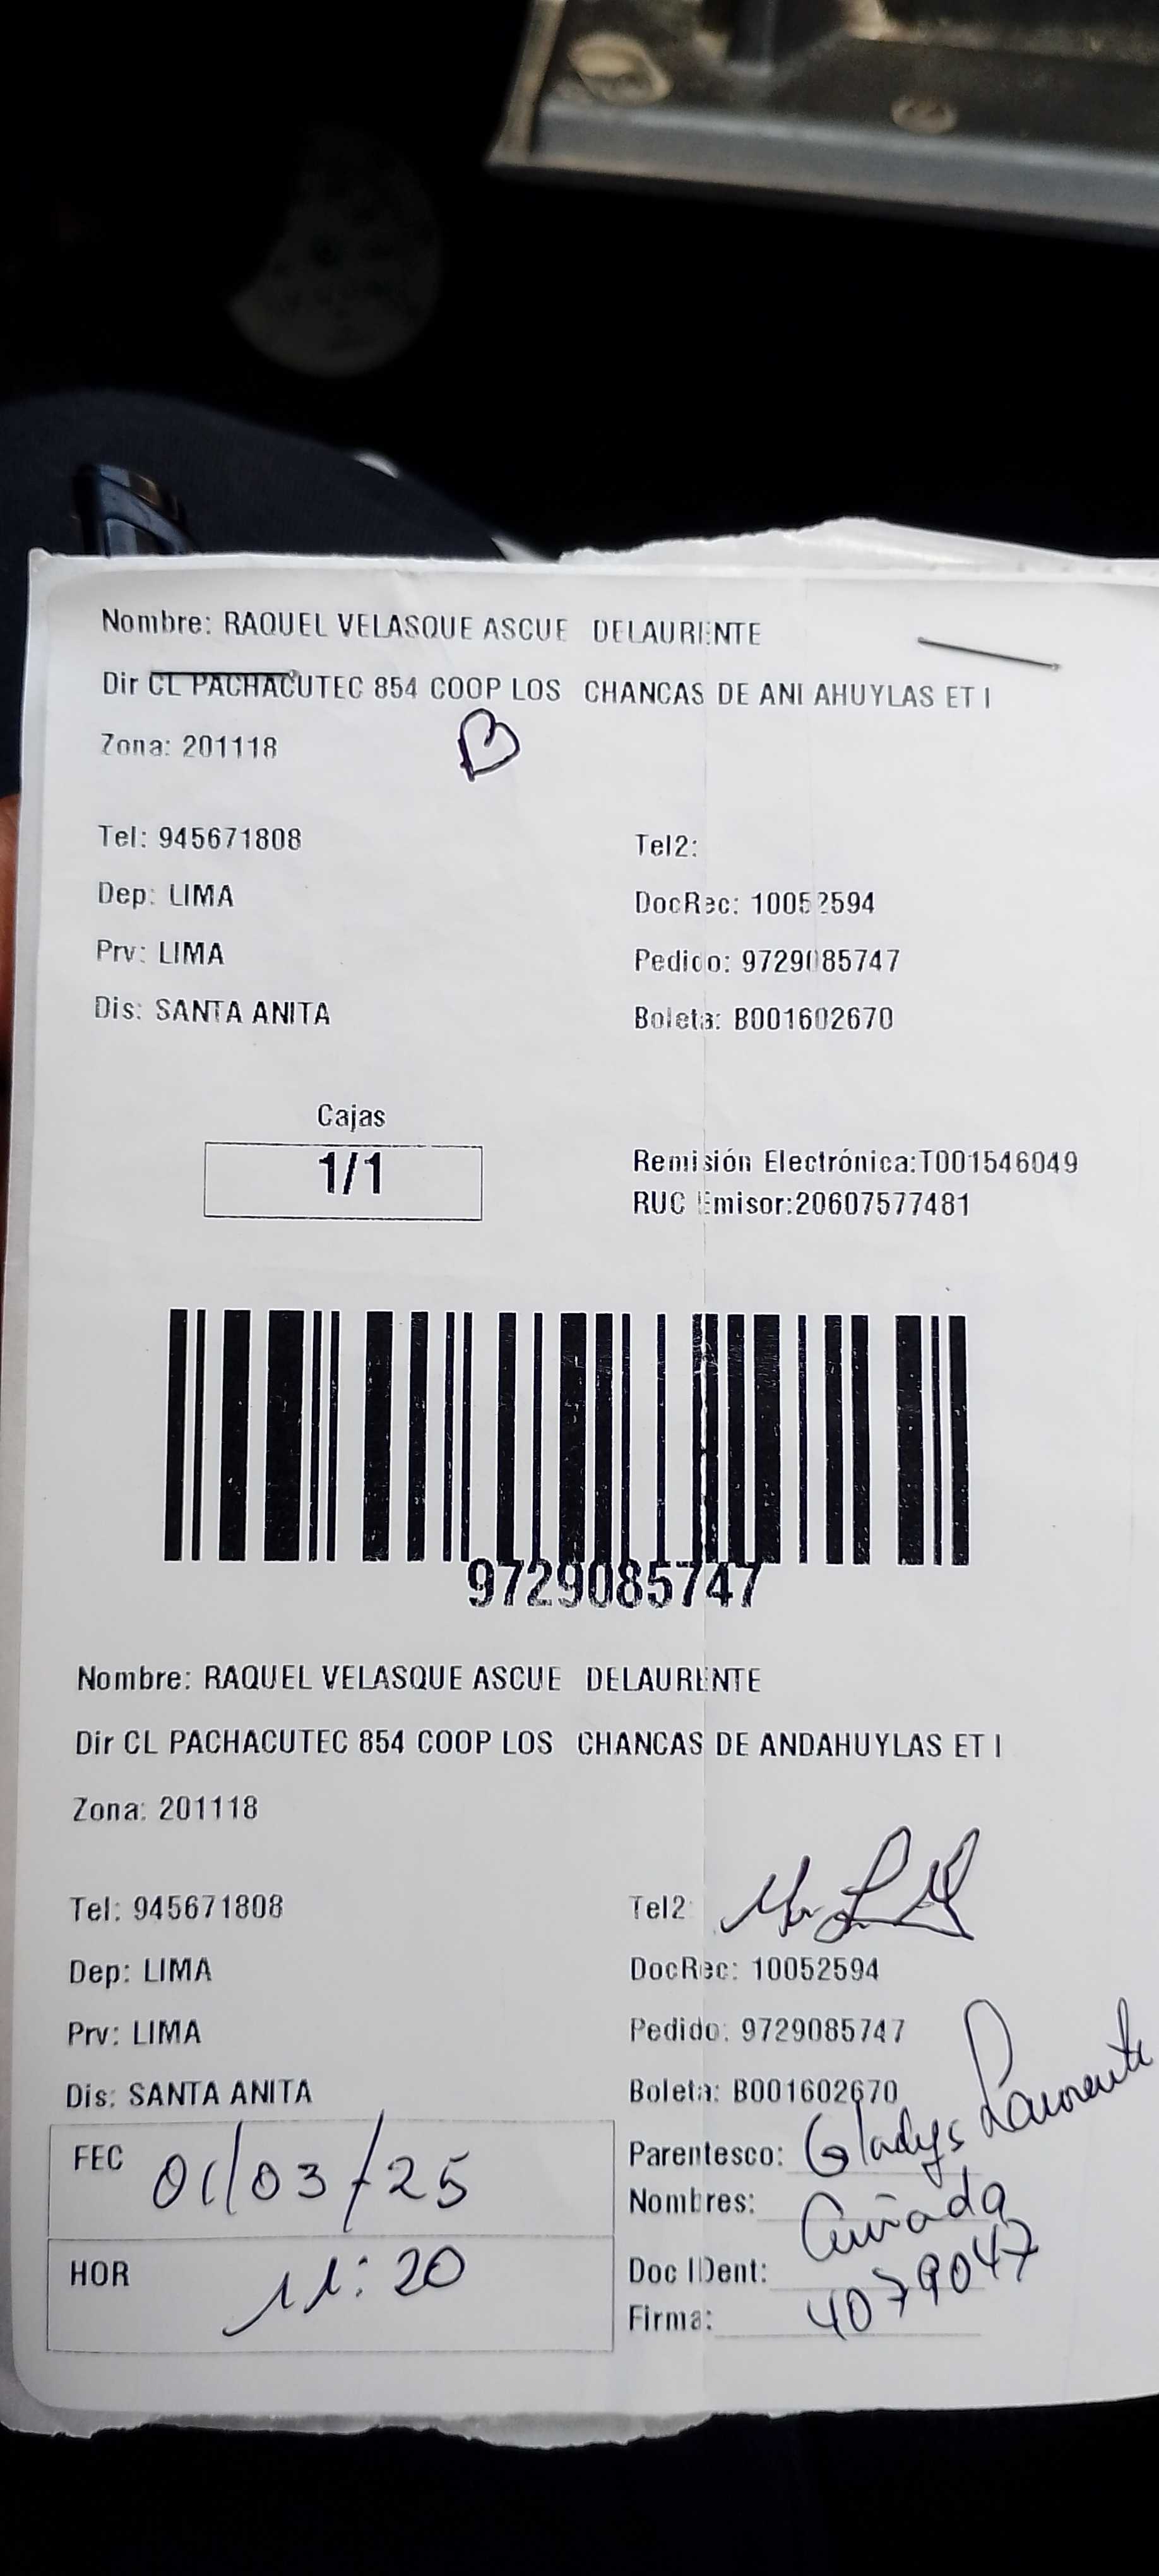 Nombre: RAQUEL VELASQUE ASCUE DELAURENTE
Dir CL PACHACUTEC 854 COOP LOS CHANCAS DE ANDAHUYLAS ET I
Zona: 201118
Tel: 945671808
Tel2:
Dep: LIMA
DocRec: 10052594
Prv: LIMA
Pedido: 9729085747
Dis: SANTA ANITA
Boleta: B001602670
Cajas
1/1
Remisión Electrónica:T001546049
RUC Emisor:20607577481
9729085747
Nombre: RAQUEL VELASQUE ASCUE DELAURENTE
Dir CL PACHACUTEC 854 COOP LOS CHANCAS DE ANDAHUYLAS ET I
Zona: 201118
Tel: 945671808
Tel2:
Dep: LIMA
DocRec: 10052594
Prv: LIMA
Pedido: 9729085747
Dis: SANTA ANITA
Boleta: B001602670
FEC 01/03/25
Parentesco: Gladys Laurente
Nombres: Cuñada
HOR 11:20
Doc IDent: 4079047
Firma: